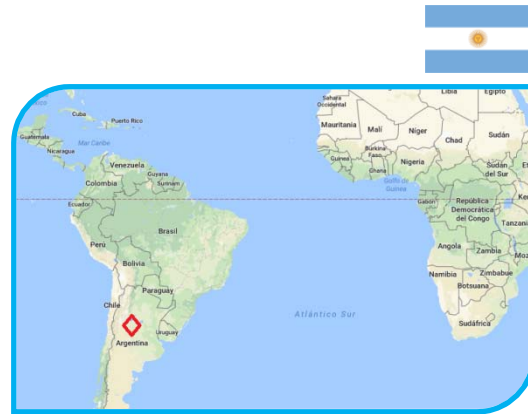 Libia
Egipto
Sahara
Occidental
Cuba
Puerto Rico
Mauritania
Malí
Níger
Chad
Sudán
Guatemala
Mar Caribe
Nicaragua
Burkina
Faso
Guinea
Ghana
Nigeria
Venezuela
Guyana
Surinam
Colombia
Sudán
del Sur
Golfo de
Guinea
Ecuador
Gabón
República
Democrática
del Congo
Tanzania
Perú
Brasil
Bolivia
Angola
Zambia
Paraguay
Namibia
Zimbabue
Botsuana
Chile
Uruguay
Atlántico Sur
Sudáfrica
Argentina